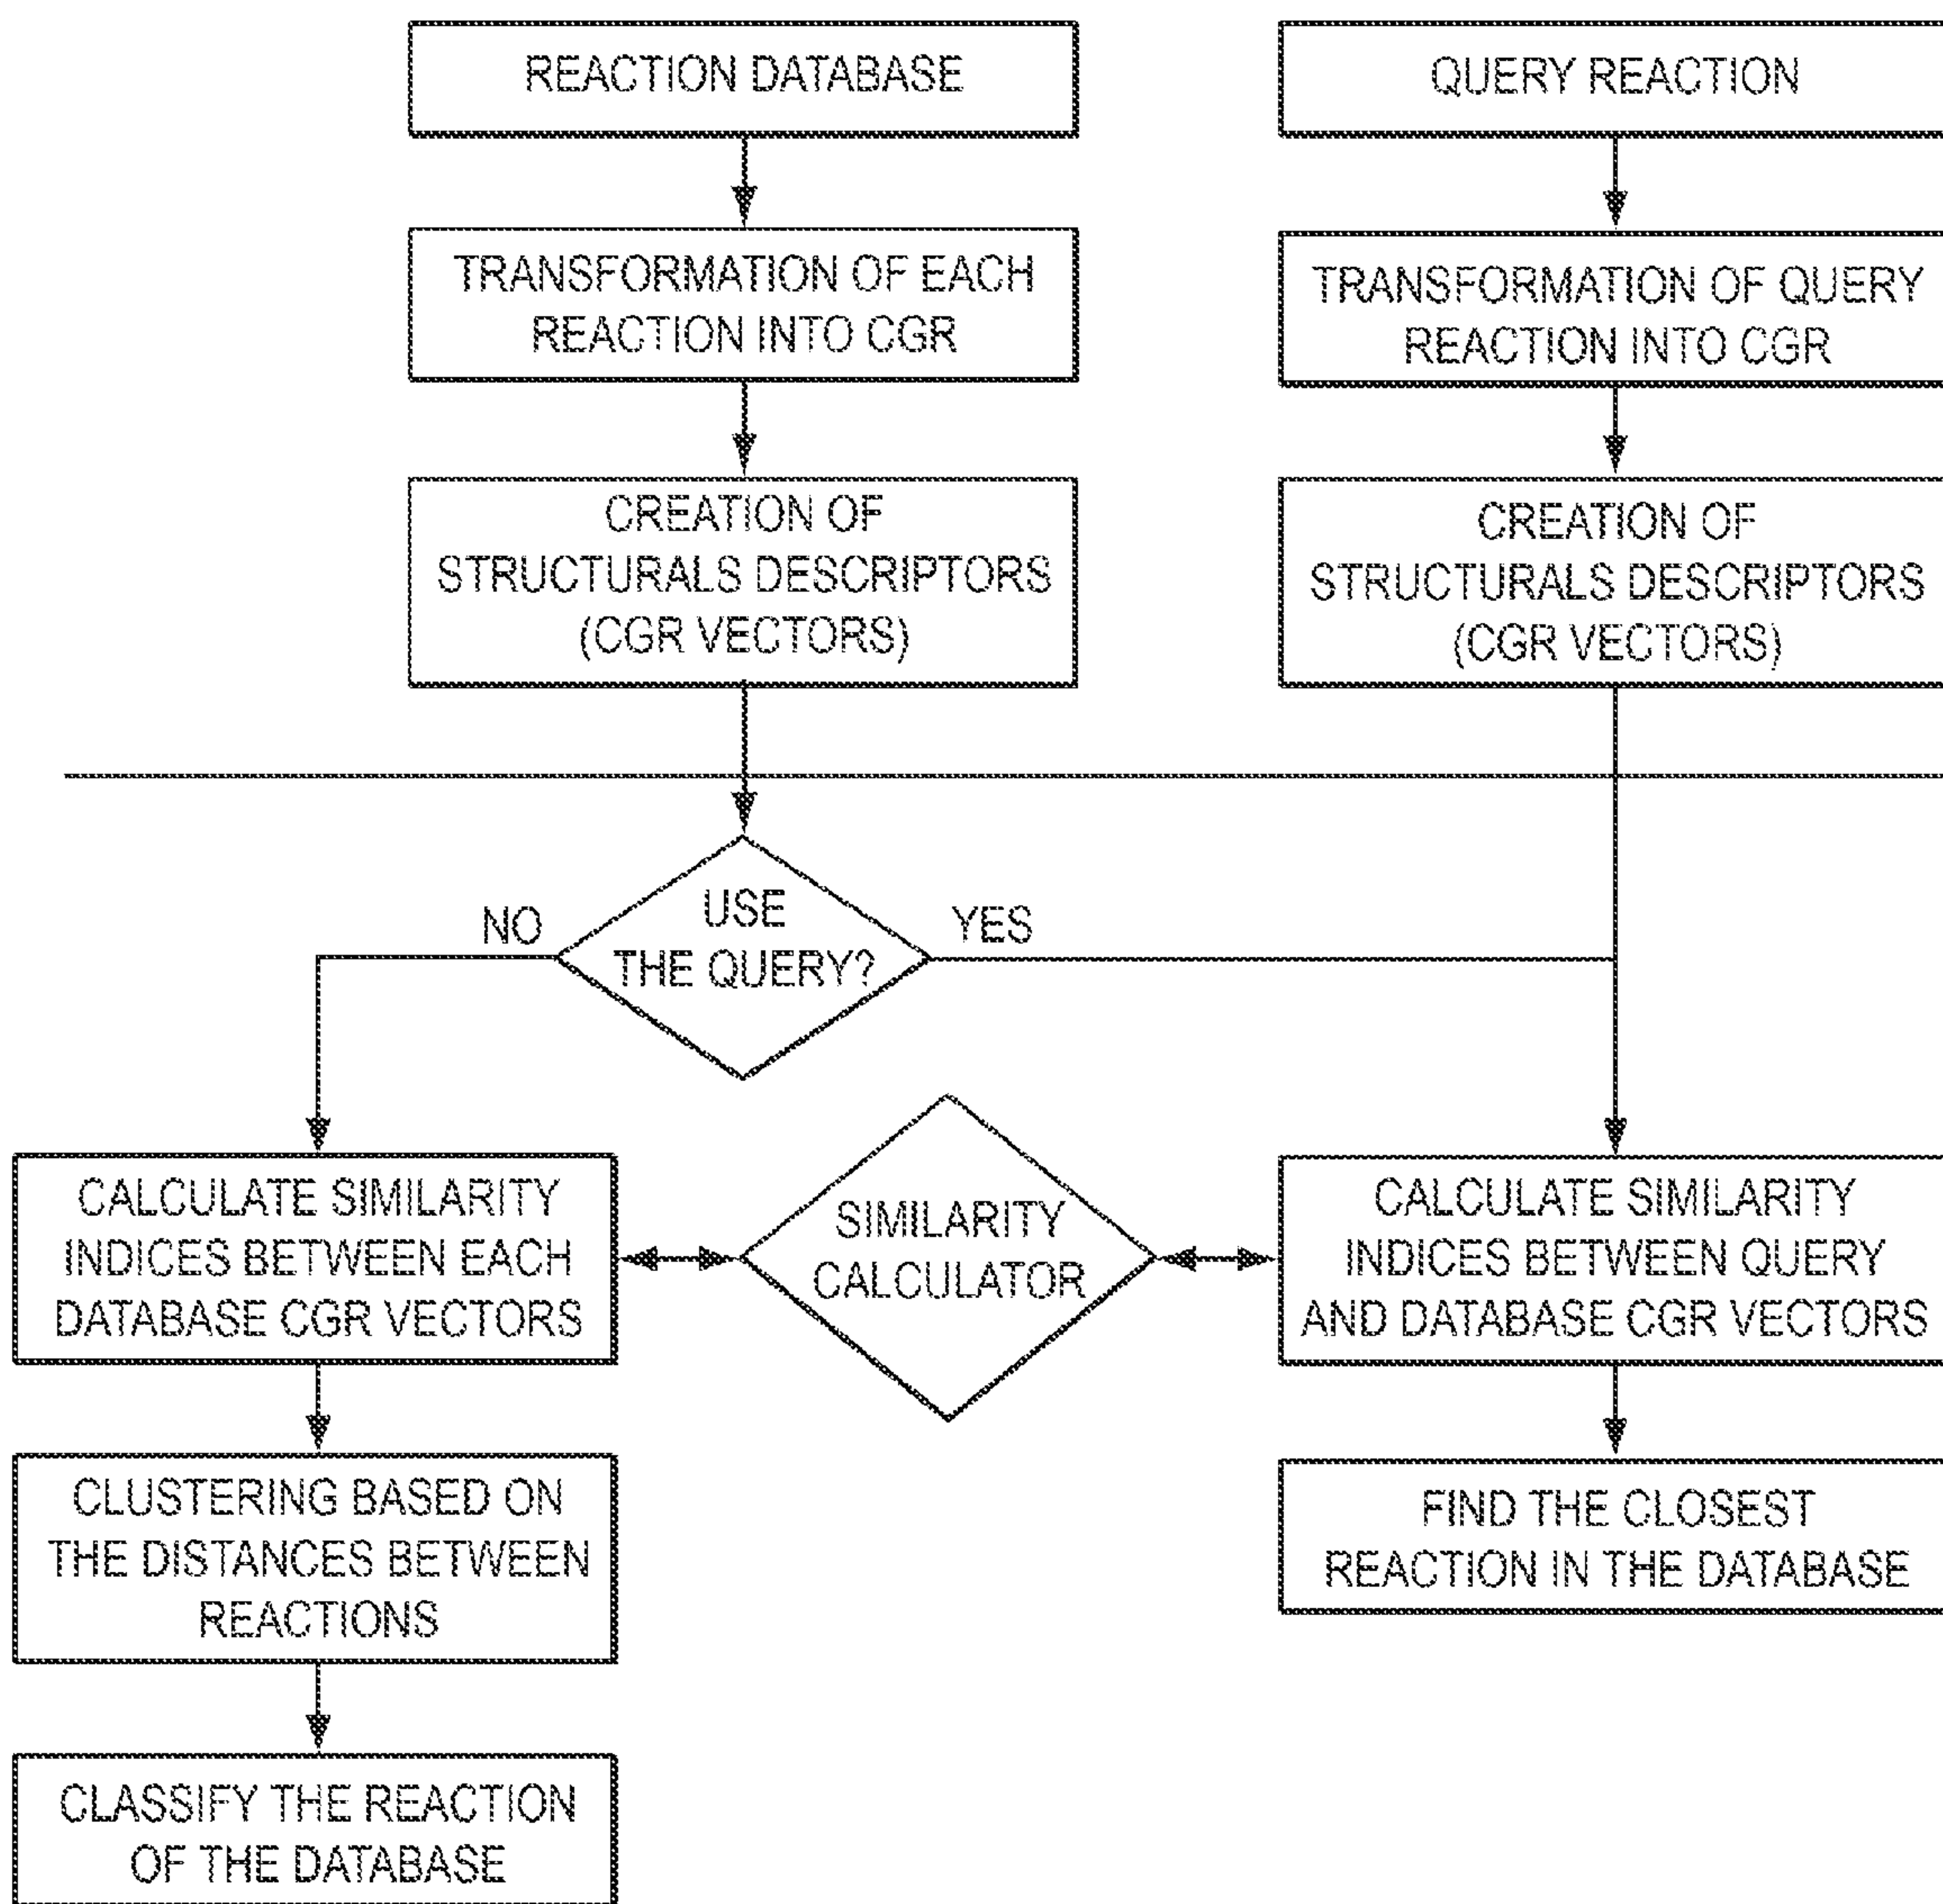 REACTION DATABASE
QUERY REACTION
TRANSFORMATION OF EACH
REACTION INTO CGR
TRANSFORMATION OF QUERY
REACTION INTO CGR
CREATION OF
STRUCTURALS DESCRIPTORS
(CGR VECTORS)
CREATION OF
STRUCTURALS DESCRIPTORS
(CGR VECTORS)
NO
USE
THE QUERY?
YES
CALCULATE SIMILARITY
INDICES BETWEEN EACH
DATABASE CGR VECTORS
SIMILARITY
CALCULATOR
CALCULATE SIMILARITY
INDICES BETWEEN QUERY
AND DATABASE CGR VECTORS
CLUSTERING BASED ON
THE DISTANCES BETWEEN
REACTIONS
FIND THE CLOSEST
REACTION IN THE DATABASE
CLASSIFY THE REACTION
OF THE DATABASE